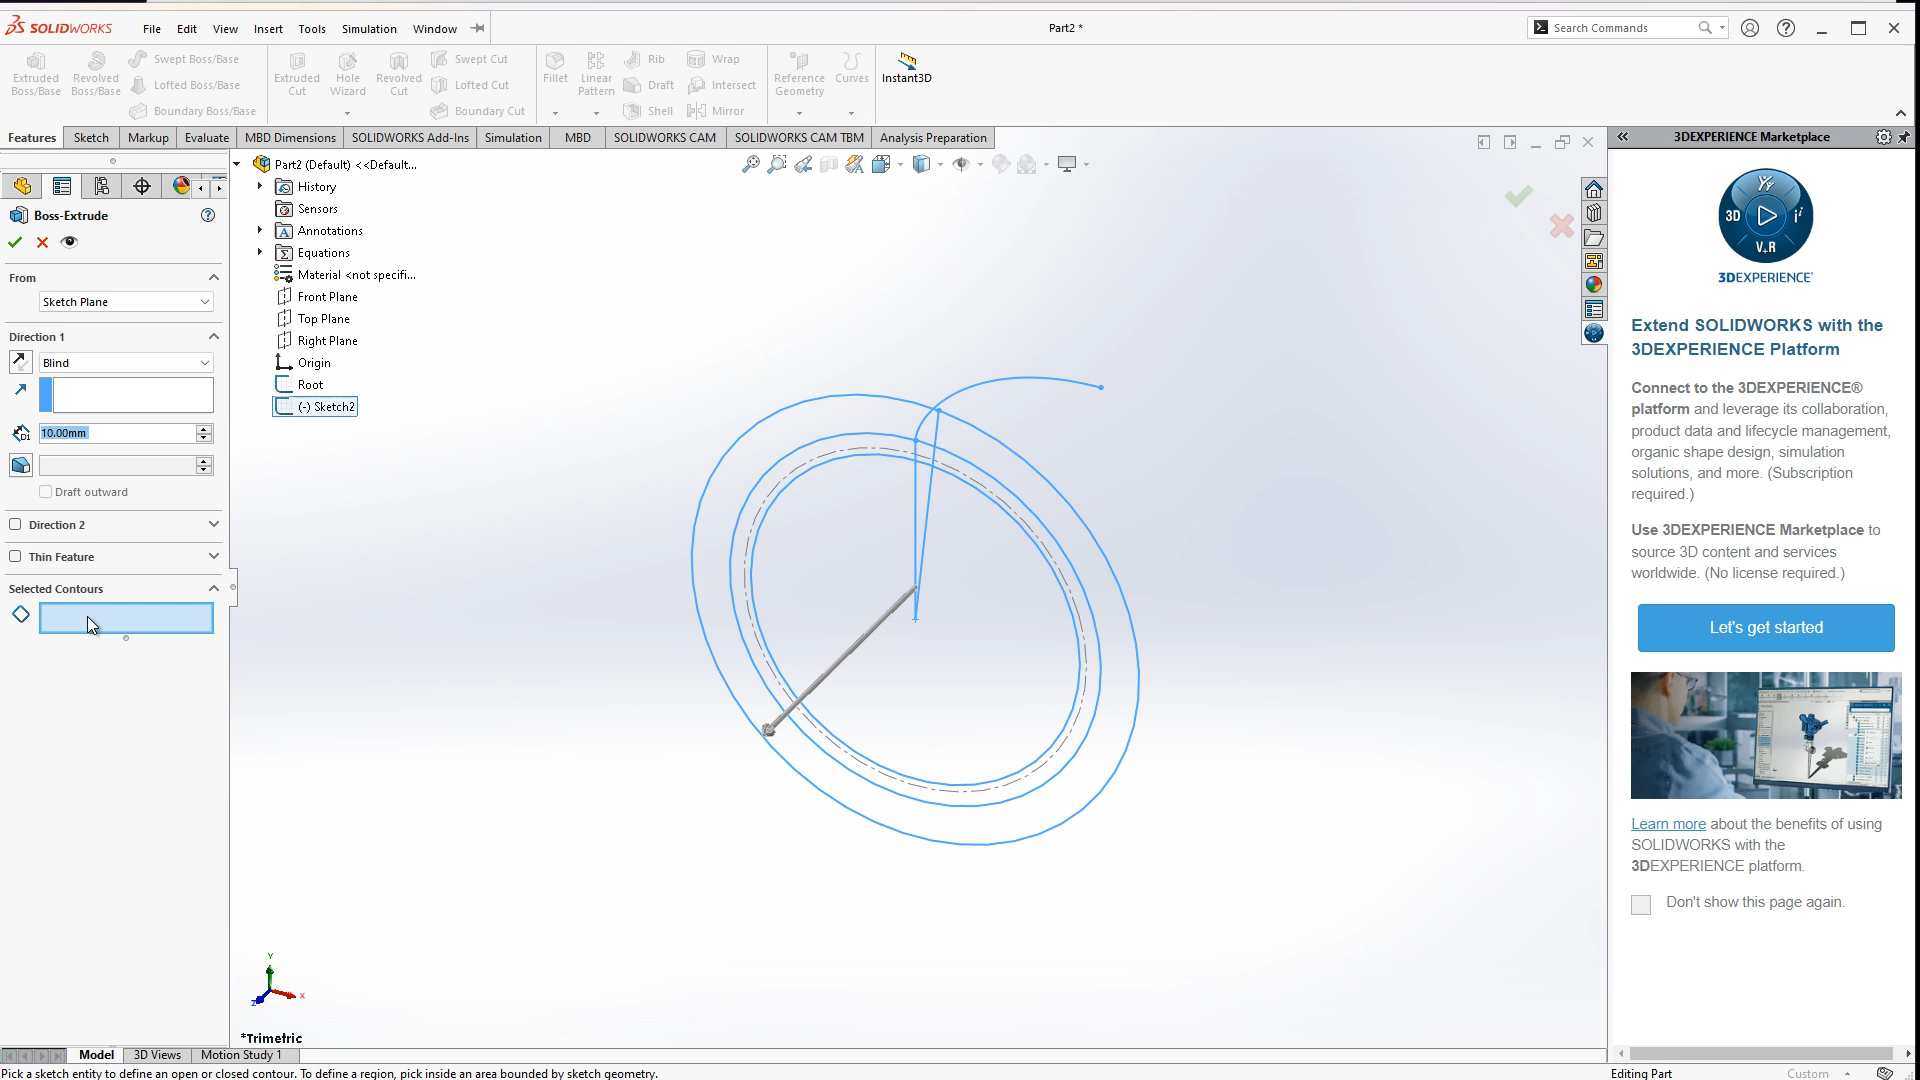 SOLIDWORKS
File Edit View Insert Tools Simulation Window
Part2 *
Search Commands
Extruded Boss/Base
Revolved Boss/Base
Swept Boss/Base
Lofted Boss/Base
Boundary Boss/Base
Extruded Cut
Hole Wizard
Revolved Cut
Swept Cut
Lofted Cut
Boundary Cut
Fillet
Linear Pattern
Rib
Draft
Shell
Wrap
Intersect
Mirror
Reference Geometry
Curves
Instant3D
Features Sketch Markup Evaluate MBD Dimensions SOLIDWORKS Add-Ins Simulation MBD SOLIDWORKS CAM SOLIDWORKS CAM TBM Analysis Preparation
Boss-Extrude
From
Sketch Plane
Direction 1
Blind
D1
10.00mm
Draft outward
Direction 2
Thin Feature
Selected Contours
Part2 (Default) <<Default...
History
Sensors
Annotations
Equations
Material <not specifi...
Front Plane
Top Plane
Right Plane
Origin
Root
(-) Sketch2
Y
X
Z
*Trimetric
Model 3D Views Motion Study 1
Pick a sketch entity to define an open or closed contour. To define a region, pick inside an area bounded by sketch geometry.
Editing Part
Custom
3DEXPERIENCE Marketplace
3D
V+R
3DEXPERIENCE
Extend SOLIDWORKS with the
3DEXPERIENCE Platform
Connect to the 3DEXPERIENCE®
platform and leverage its collaboration,
product data and lifecycle management,
organic shape design, simulation
solutions, and more. (Subscription
required.)
Use 3DEXPERIENCE Marketplace to
source 3D content and services
worldwide. (No license required.)
Let's get started
Learn more about the benefits of using
SOLIDWORKS with the
3DEXPERIENCE platform.
Don't show this page again.